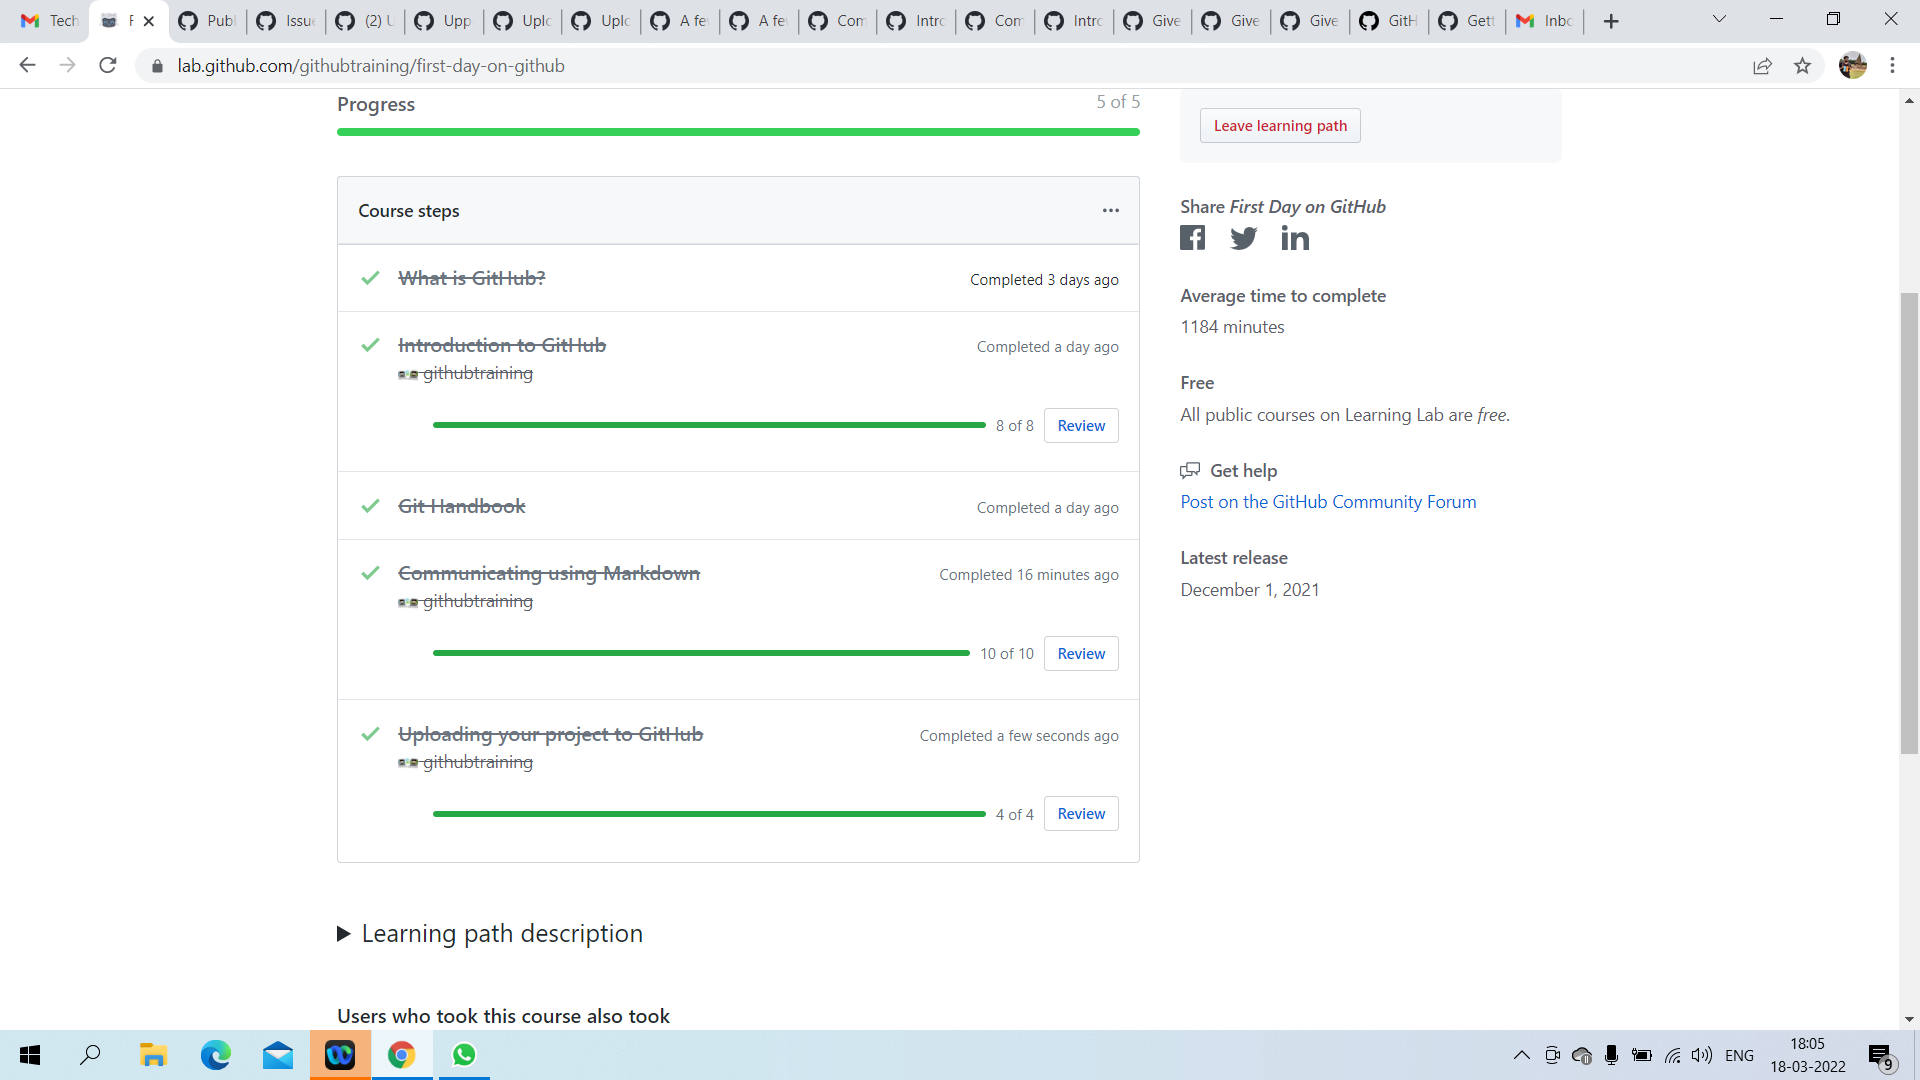 Tech
F
Publ
Issue
(2) U
Upp
Uplo
Uplo
A few
A few
Com
Intro
Com
Intro
Give
Give
Give
GitH
Gett
Inbo
lab.github.com/githubtraining/first-day-on-github
Progress
5 of 5
Leave learning path
Course steps
What is GitHub?
Completed 3 days ago
Introduction to GitHub
Completed a day ago
githubtraining
8 of 8
Review
Git Handbook
Completed a day ago
Communicating using Markdown
Completed 16 minutes ago
githubtraining
10 of 10
Review
Uploading your project to GitHub
Completed a few seconds ago
githubtraining
4 of 4
Review
Share First Day on GitHub
Average time to complete
1184 minutes
Free
All public courses on Learning Lab are free.
Get help
Post on the GitHub Community Forum
Latest release
December 1, 2021
Learning path description
Users who took this course also took
ENG
18:05
18-03-2022
9